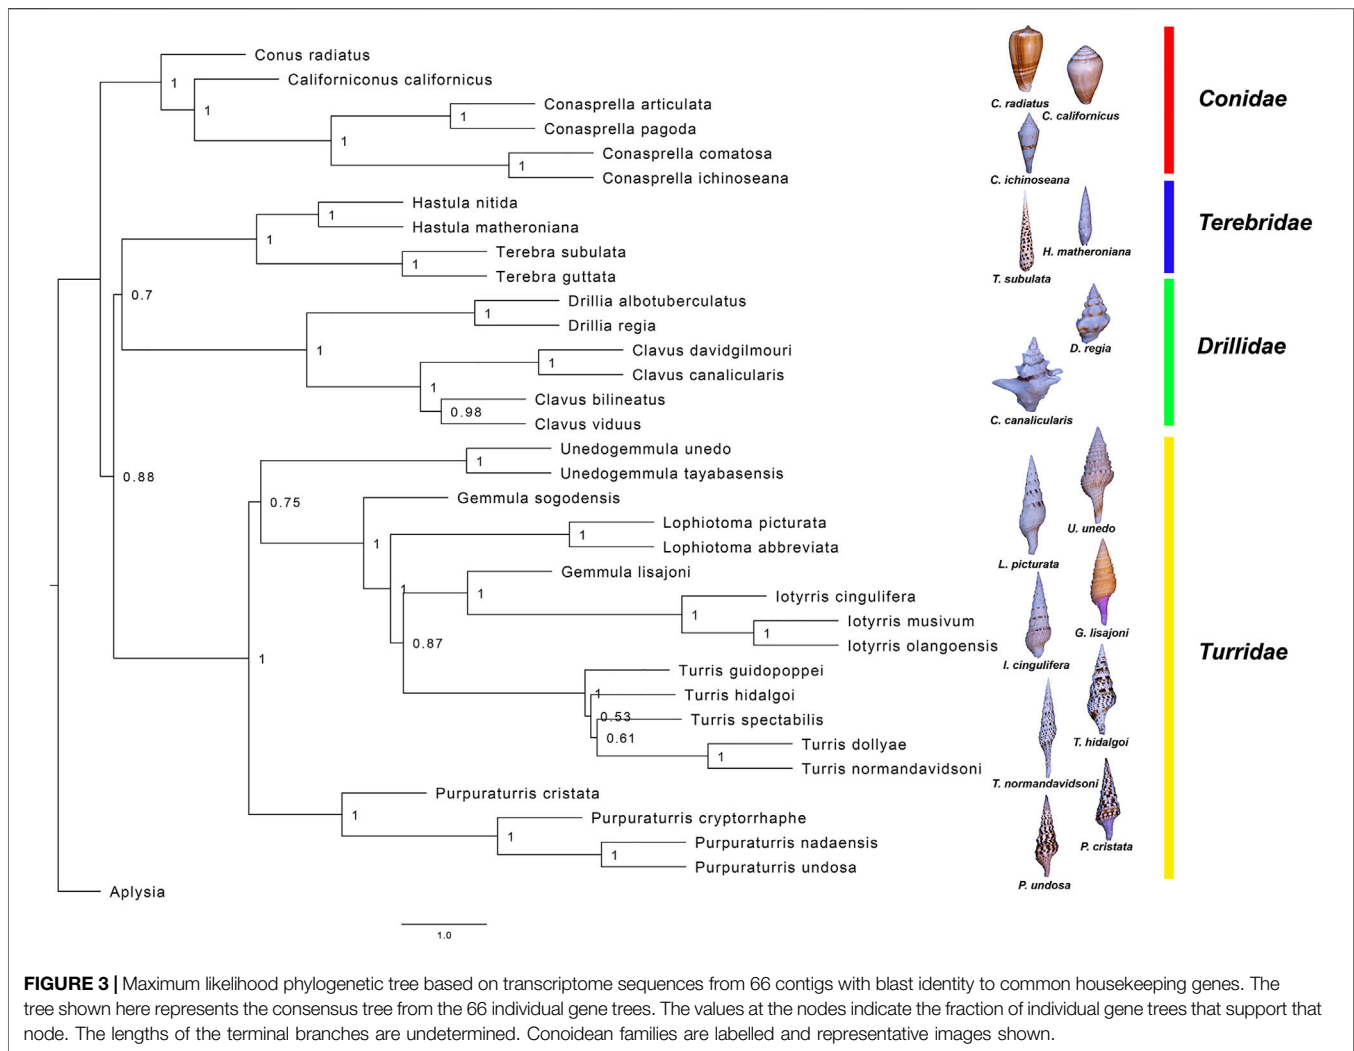 Conus radiatus
Californiconus californicus
1
1
Conasprella articulata
1
Conasprella pagoda
1
Conasprella comatosa
1
Conasprella ichinoseana
Hastula nitida
1
Hastula matheroniana
1
Terebra subulata
1
Terebra guttata
0.7
Drillia albotuberculatus
1
Drillia regia
1
Clavus davidgilmouri
1
Clavus canalicularis
1
Clavus bilineatus
0.98
Clavus viduus
0.88
Unedogemmula unedo
1
Unedogemmula tayabasensis
0.75
Gemmula sogodensis
Lophiotoma picturata
1
1
Lophiotoma abbreviata
Gemmula lisajoni
1
1
Iotyrris cingulifera
1
Iotyrris musivum
1
Iotyrris olangoensis
0.87
1
Turris guidopoppei
1
Turris hidalgoi
0.53
Turris spectabilis
0.61
Turris dollyae
1
Turris normandavidsoni
Purpuraturris cristata
1
Purpuraturris cryptorrhaphe
1
Purpuraturris nadaensis
1
Purpuraturris undosa
Aplysia
1.0
C. radiatus
C. californicus
C. ichinoseana
Conidae
H. matheroniana
T. subulata
Terebridae
D. regia
C. canalicularis
Drillidae
U. unedo
L. picturata
G. lisajoni
I. cingulifera
T. hidalgoi
T. normandavidsoni
P. cristata
P. undosa
Turridae
FIGURE 3 | Maximum likelihood phylogenetic tree based on transcriptome sequences from 66 contigs with blast identity to common housekeeping genes. The
tree shown here represents the consensus tree from the 66 individual gene trees. The values at the nodes indicate the fraction of individual gene trees that support that
node. The lengths of the terminal branches are undetermined. Conoidean families are labelled and representative images shown.